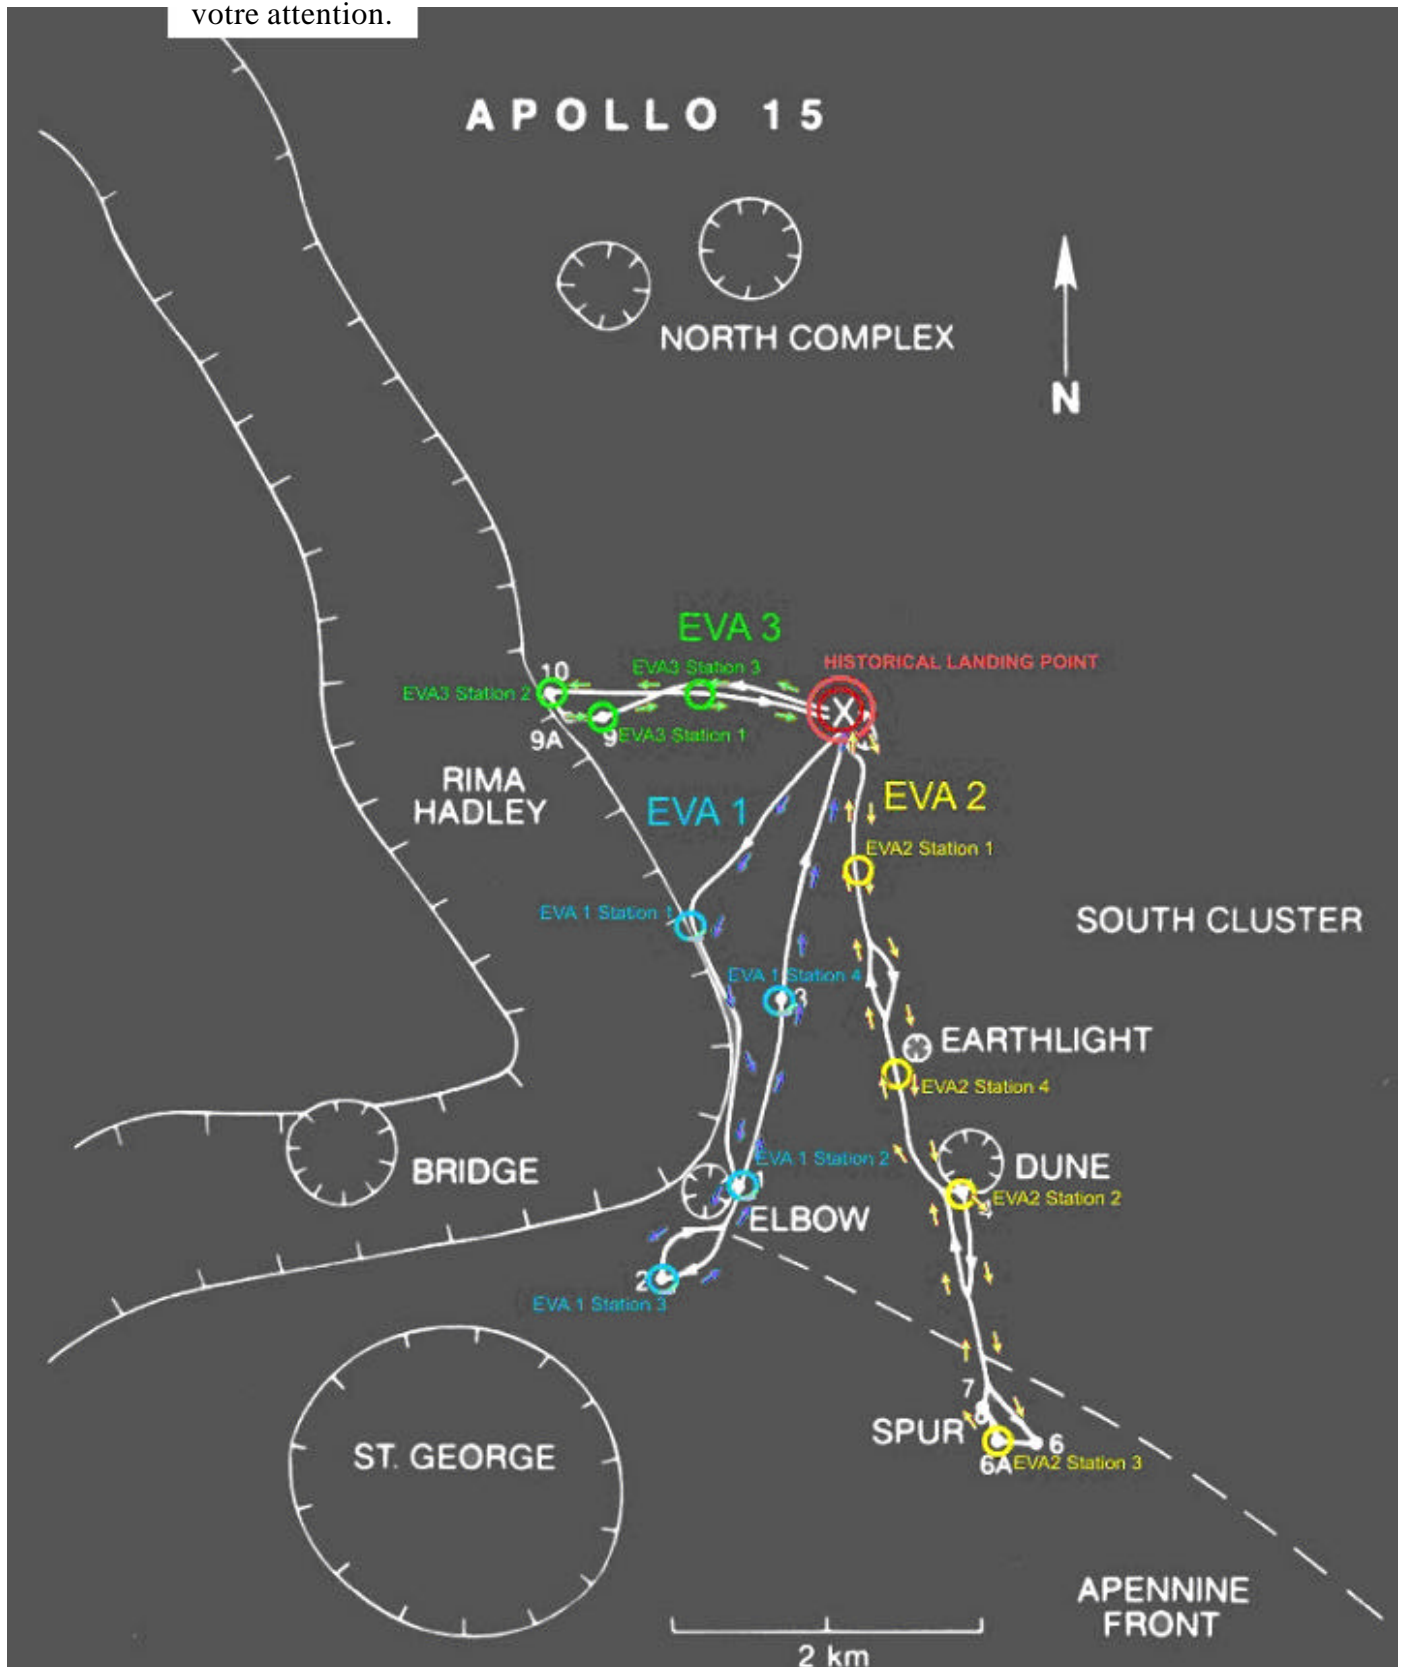 votre attention.
APOLLO 15
NORTH COMPLEX
N
EVA 3
HISTORICAL LANDING POINT
EVA3 Station 3
10
EVA3 Station 2
X
9A
9
EVA3 Station 1
RIMA
HADLEY
EVA 1
EVA 2
EVA2 Station 1
EVA 1 Station 1
SOUTH CLUSTER
EVA 1 Station 4
3
EARTHLIGHT
EVA2 Station 4
BRIDGE
EVA 1 Station 2
DUNE
EVA2 Station 2
4
ELBOW
2
EVA 1 Station 3
7
8
SPUR
6
6A
EVA2 Station 3
ST. GEORGE
APENNINE
FRONT
2 km